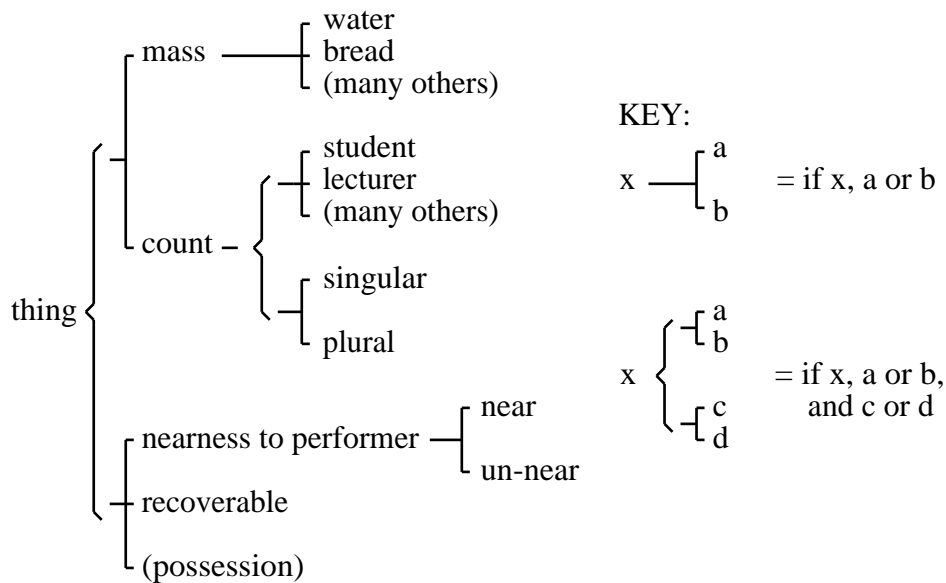 water
mass
bread
(many others)
KEY:
student
a
x
lecturer
= if x, a or b
(many others)
b
count
singular
thing
a
plural
b
x
= if x, a or b,
and c or d
near
c
nearness to performer
d
un-near
recoverable
(possession)